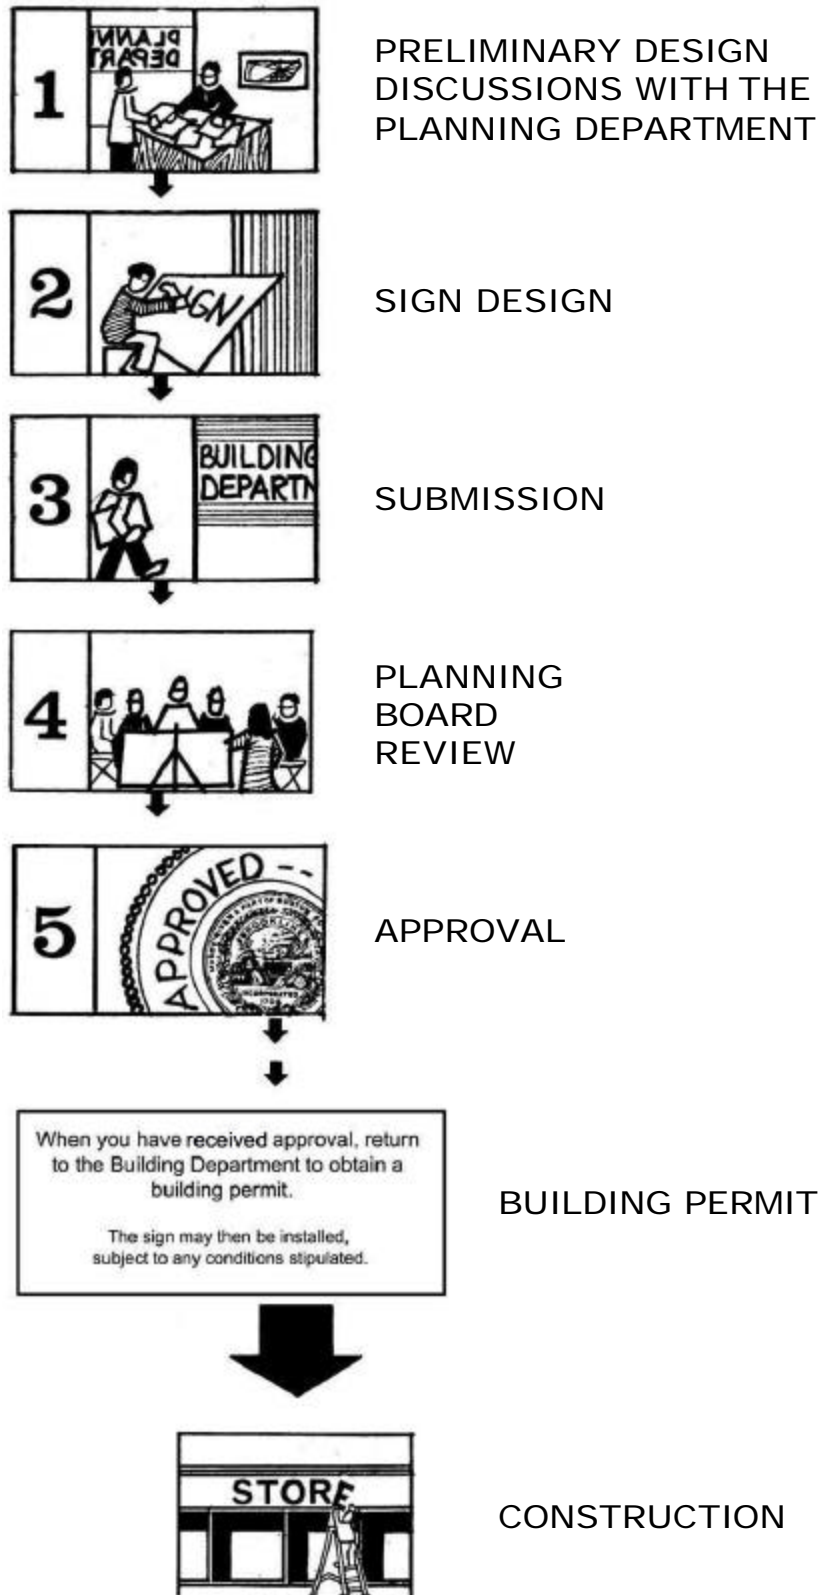 1
PLANN
DEPART
PRELIMINARY DESIGN
DISCUSSIONS WITH THE
PLANNING DEPARTMENT
2
SIGN
SIGN DESIGN
3
BUILDING
DEPARTM
SUBMISSION
4
PLANNING
BOARD
REVIEW
5
APPROVED --
BROOKLINE
INCORPORATED
APPROVAL
When you have received approval, return
to the Building Department to obtain a
building permit.
The sign may then be installed,
subject to any conditions stipulated.
BUILDING PERMIT
STORE
CONSTRUCTION